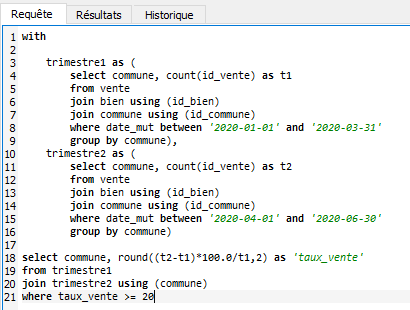 Requête Résultats Historique
1 with
2
3 trimestre1 as (
4 select commune, count(id_vente) as t1
5 from vente
6 join bien using (id_bien)
7 join commune using (id_commune)
8 where date_mut between '2020-01-01' and '2020-03-31'
9 group by commune),
10 trimestre2 as (
11 select commune, count(id_vente) as t2
12 from vente
13 join bien using (id_bien)
14 join commune using (id_commune)
15 where date_mut between '2020-04-01' and '2020-06-30'
16 group by commune)
17
18 select commune, round((t2-t1)*100.0/t1,2) as 'taux_vente'
19 from trimestre1
20 join trimestre2 using (commune)
21 where taux_vente >= 20